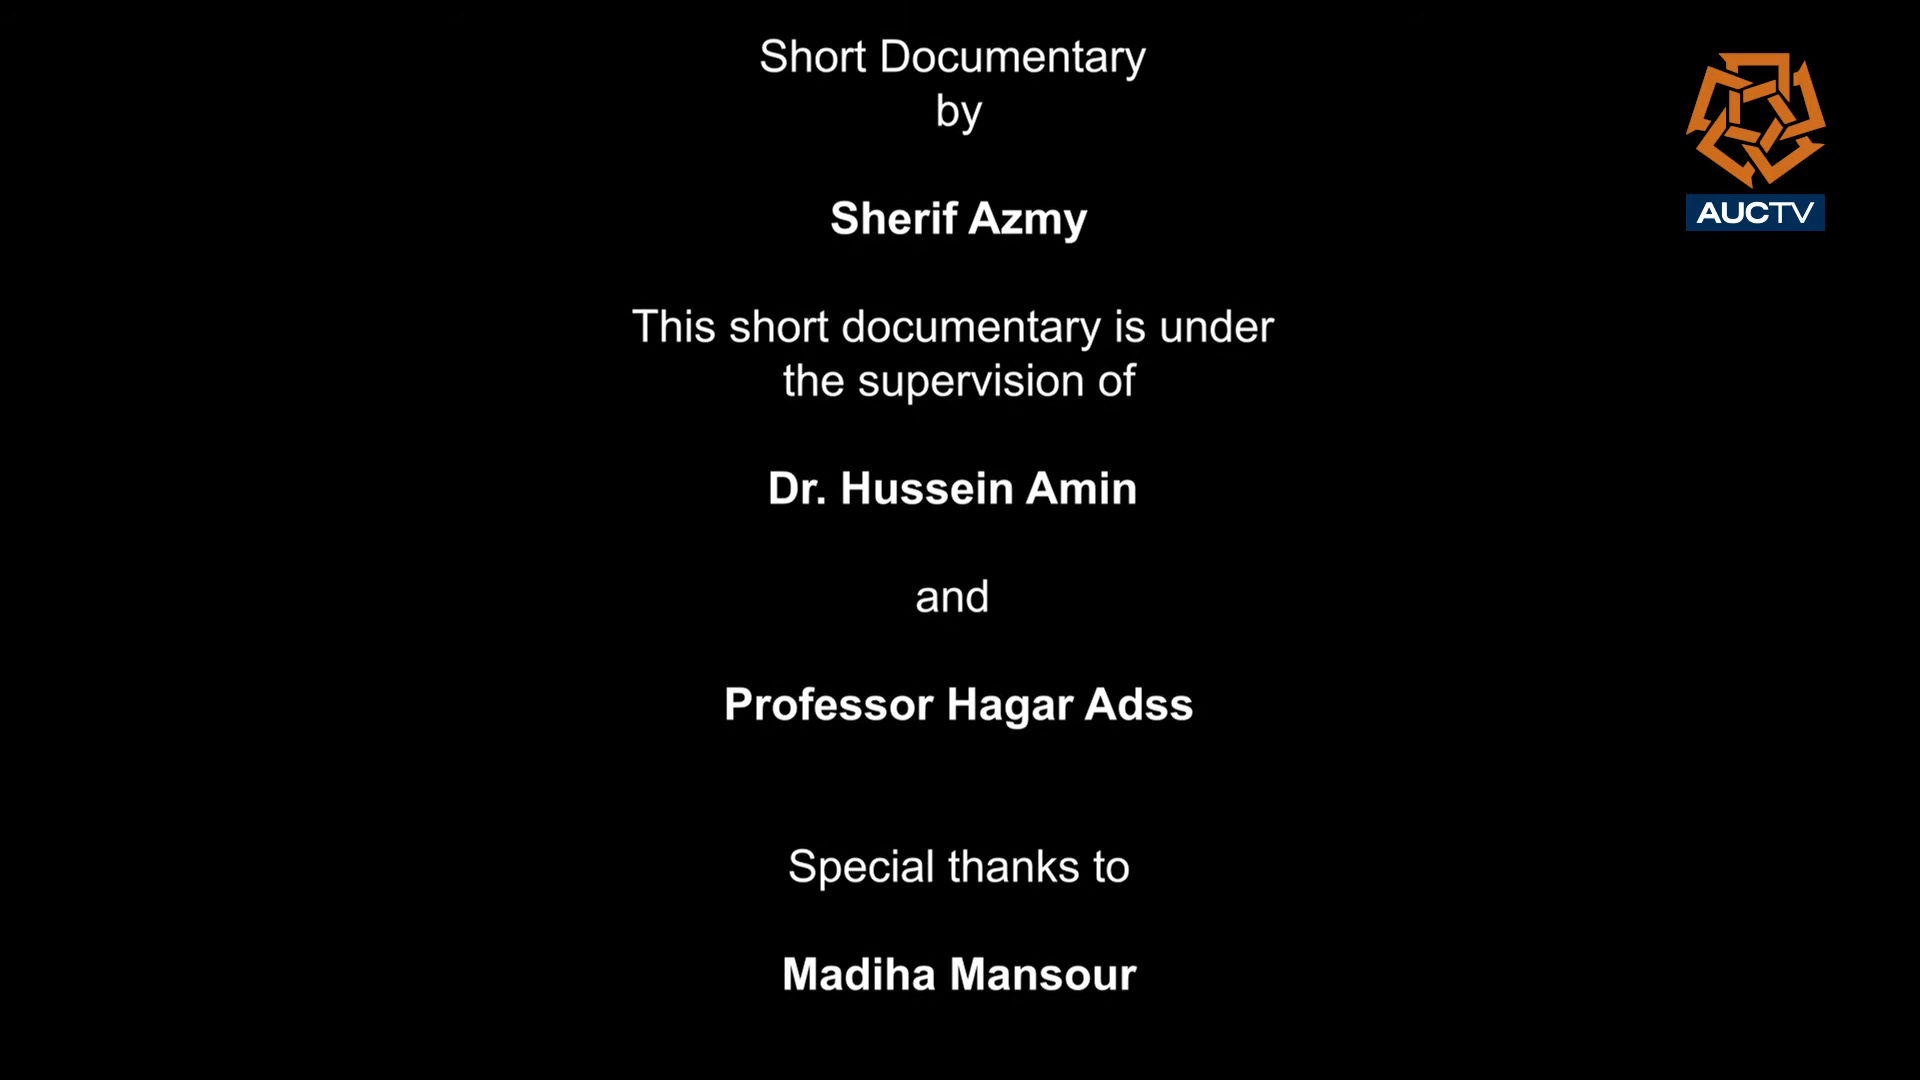 Short Documentary
by
Sherif Azmy
This short documentary is under
the supervision of
Dr. Hussein Amin
and
Professor Hagar Adss
Special thanks to
Madiha Mansour
AUCTV